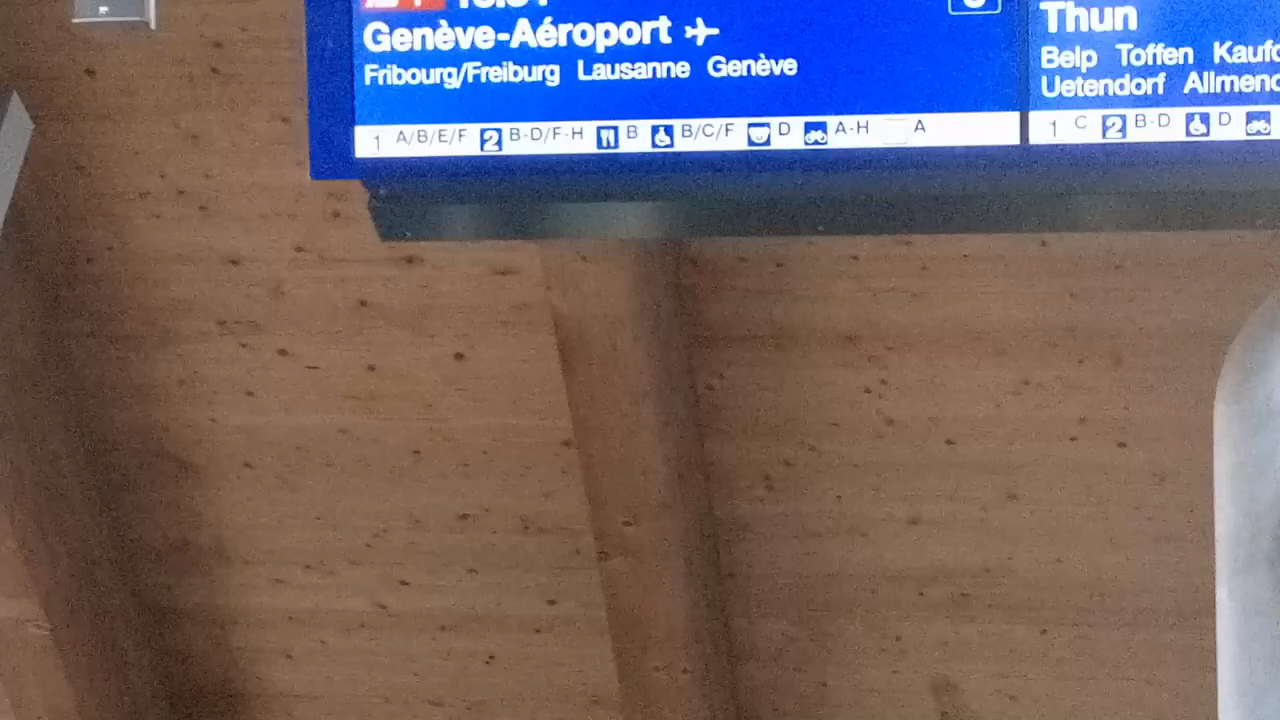 Genève-Aéroport
Fribourg/Freiburg Lausanne Genève
1 A/B/E/F 2 B-D/F-H B B/C/F D A-H A
Thun
Belp Toffen
Uetendorf
1 C 2 B-D D